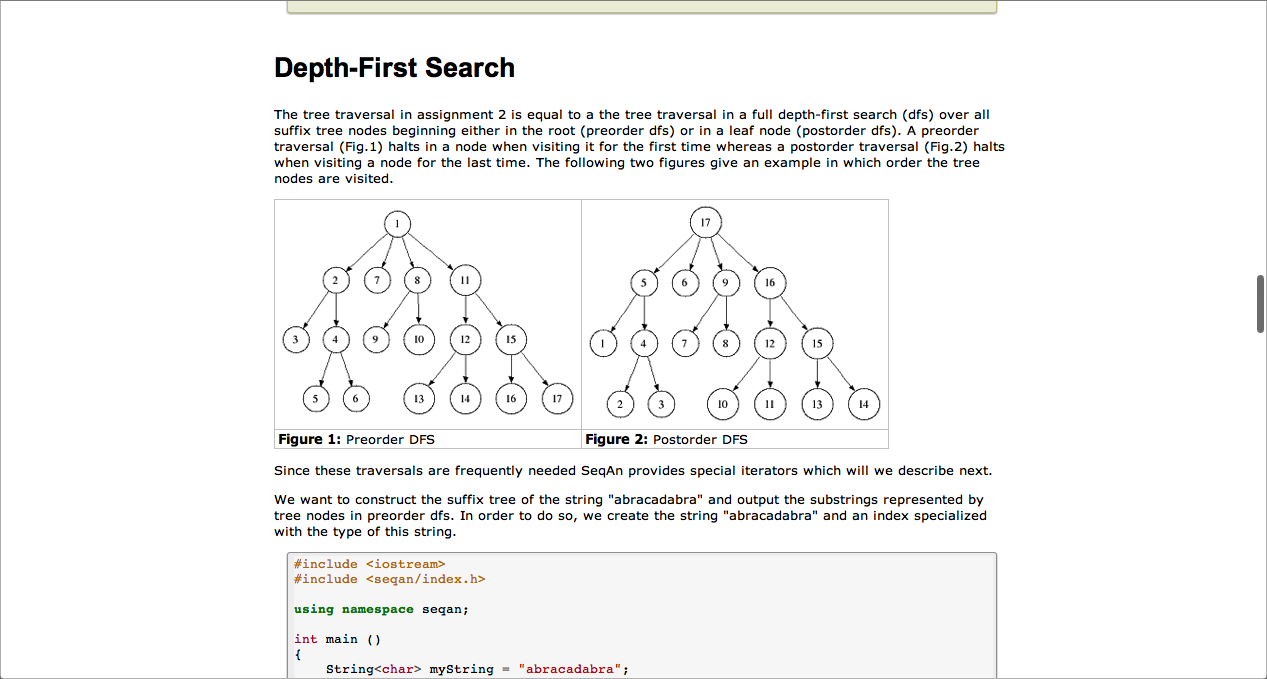 Depth-First Search
The tree traversal in assignment 2 is equal to a the tree traversal in a full depth-first search (dfs) over all
suffix tree nodes beginning either in the root (preorder dfs) or in a leaf node (postorder dfs). A preorder
traversal (Fig.1) halts in a node when visiting it for the first time whereas a postorder traversal (Fig.2) halts
when visiting a node for the last time. The following two figures give an example in which order the tree
nodes are visited.
1
2 7 8 11
3 4 9 10 12 15
5 6 13 14 16 17
Figure 1: Preorder DFS
17
5 6 9 16
1 4 7 8 12 15
2 3 10 11 13 14
Figure 2: Postorder DFS
Since these traversals are frequently needed SeqAn provides special iterators which will we describe next.
We want to construct the suffix tree of the string "abracadabra" and output the substrings represented by
tree nodes in preorder dfs. In order to do so, we create the string "abracadabra" and an index specialized
with the type of this string.
#include <iostream>
#include <seqan/index.h>
using namespace seqan;
int main ()
{
String<char> myString = "abracadabra";